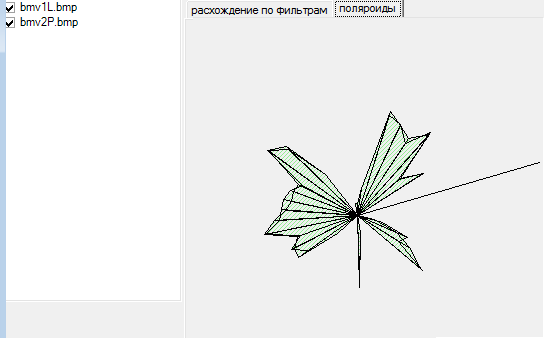 bmv1L.bmp
bmv2P.bmp
расхождение по фильтрам
поляроиды